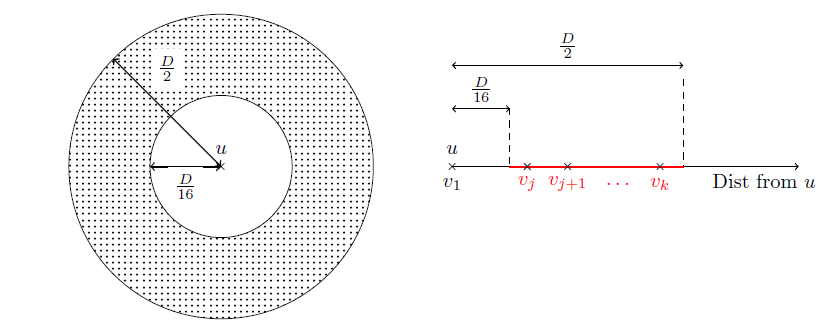 D/2
u
D/16
D/2
D/16
u
v_1 v_j v_{j+1} ... v_k Dist from u